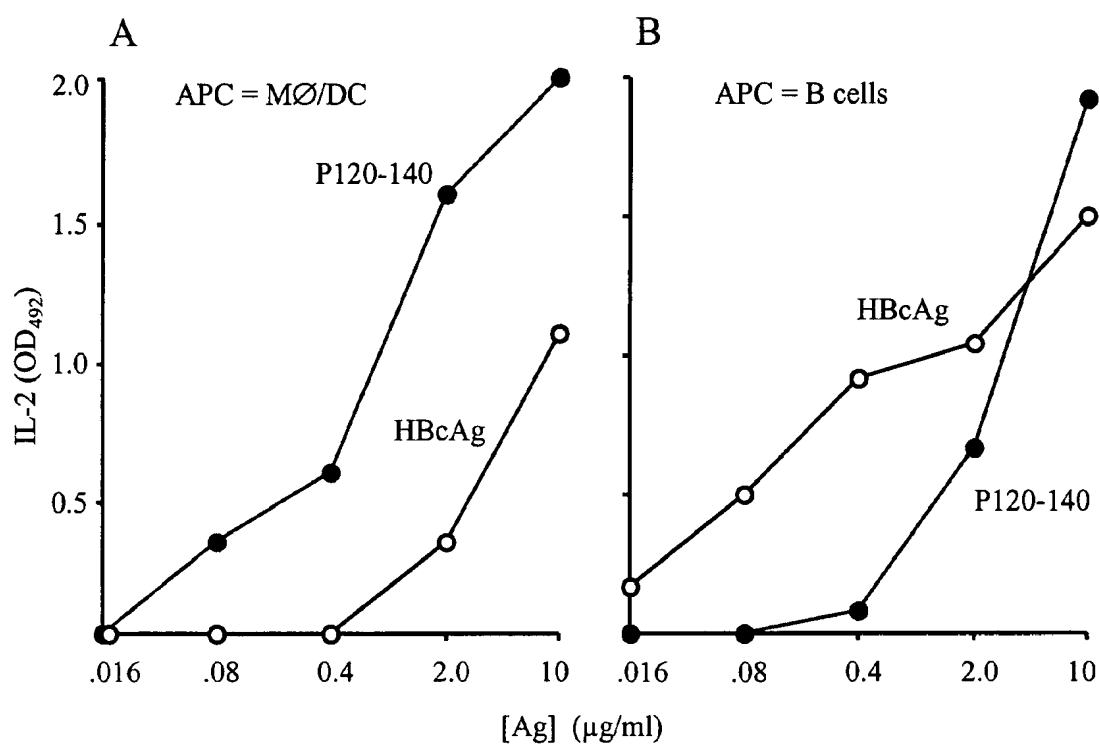 A
B
2.0
1.5
1.0
0.5
IL-2 (OD492)
APC = MØ/DC
P120-140
HBcAg
APC = B cells
HBcAg
P120-140
.016 .08 0.4 2.0 10
.016 .08 0.4 2.0 10
[Ag] (μg/ml)